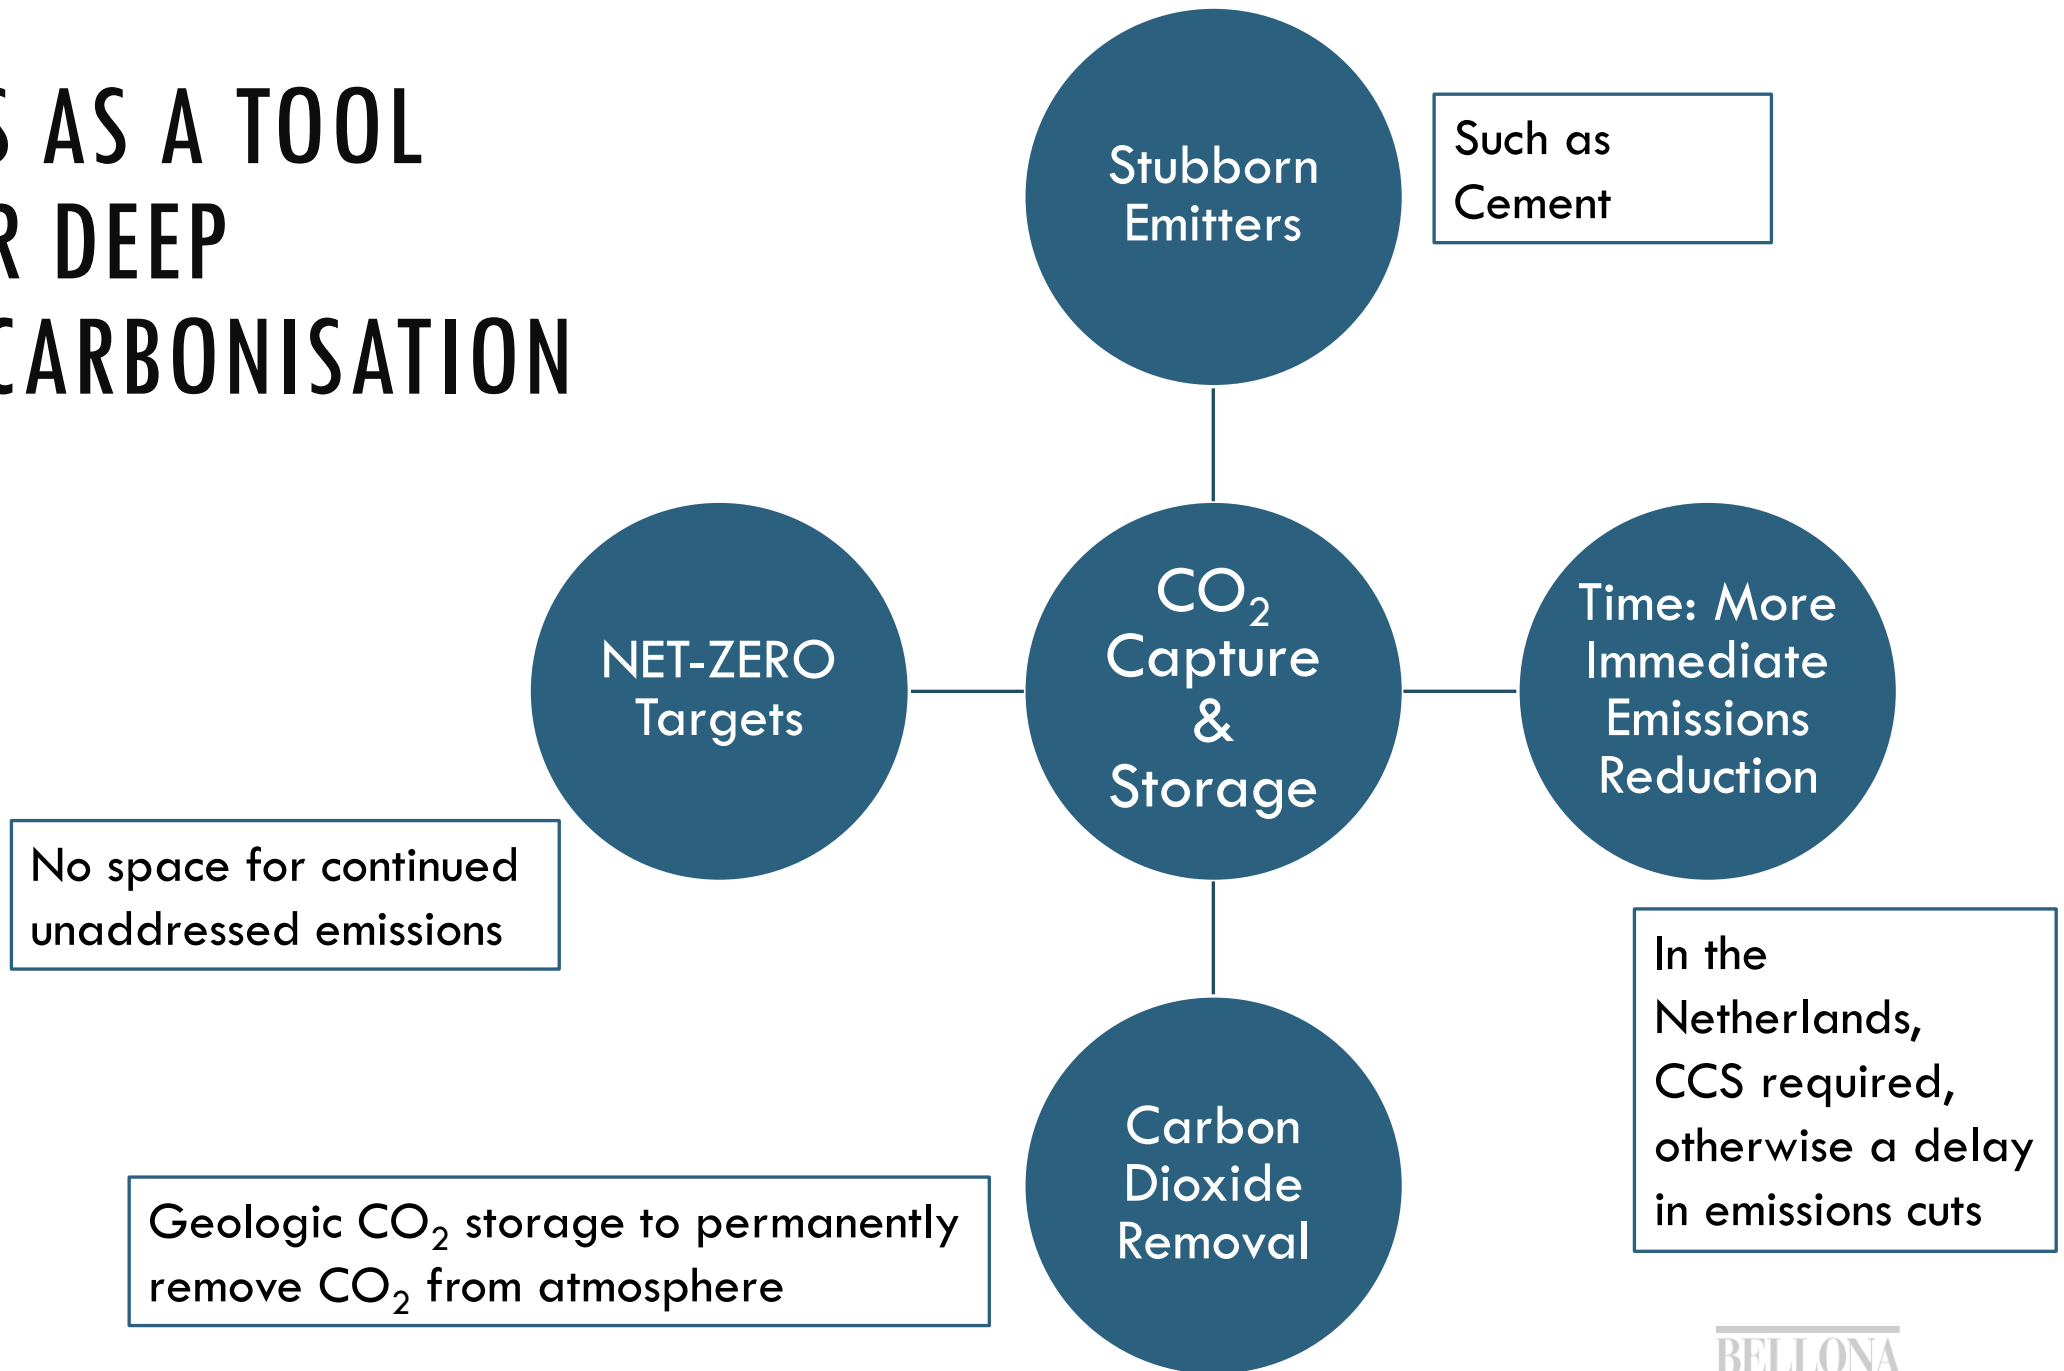 S AS A TOOL
R DEEP
CARBONISATION
Stubborn
Emitters
Such as
Cement
NET-ZERO
Targets
CO₂
Capture
&
Storage
Time: More
Immediate
Emissions
Reduction
No space for continued
unaddressed emissions
In the
Netherlands,
CCS required,
otherwise a delay
in emissions cuts
Carbon
Dioxide
Removal
Geologic CO₂ storage to permanently
remove CO₂ from atmosphere
BELLONA